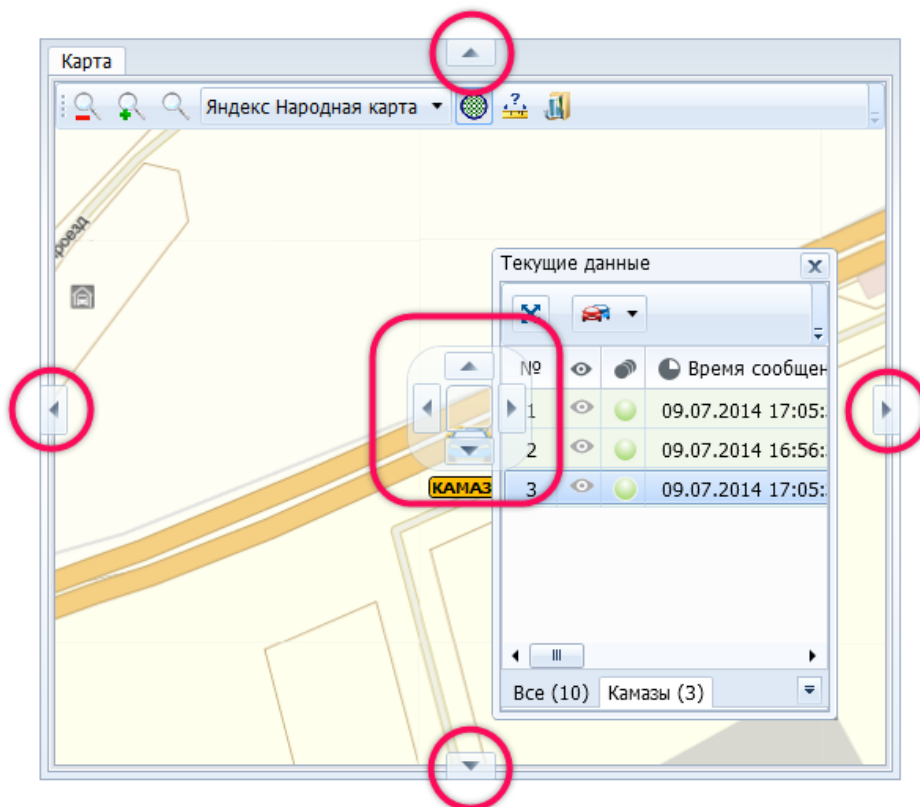 Карта
Яндекс Народная карта
Текущие данные
№ Время сообщен
1 09.07.2014 17:05:
2 09.07.2014 16:56:
3 09.07.2014 17:05:
КАМАЗ
Все (10) Камазы (3)